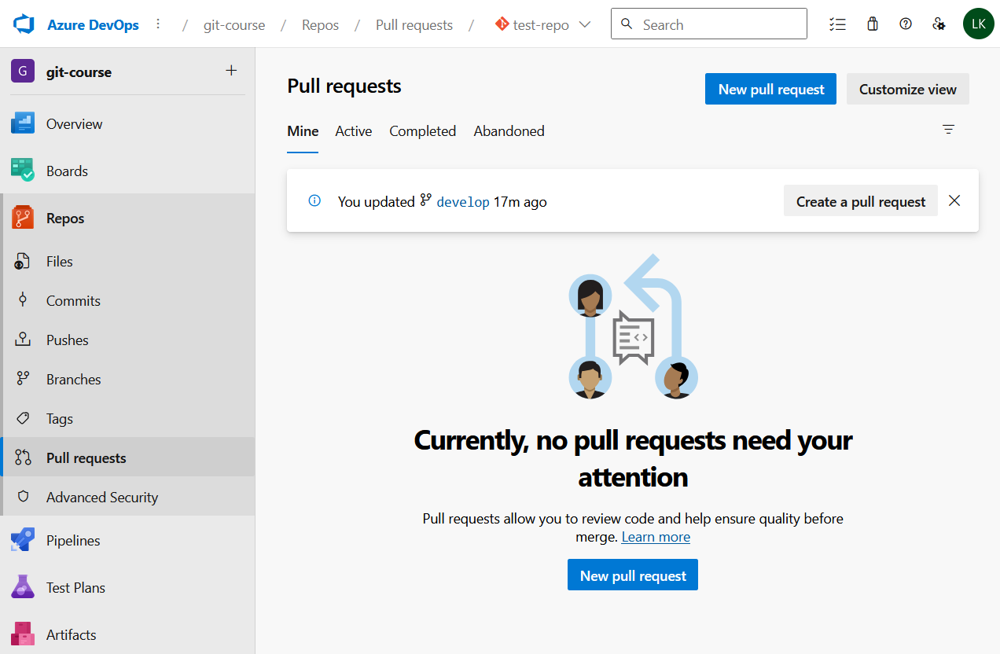 Azure DevOps / git-course / Repos / Pull requests / test-repo Search LK
G git-course +
Overview
Boards
Repos
Files
Commits
Pushes
Branches
Tags
Pull requests
Advanced Security
Pipelines
Test Plans
Artifacts
Pull requests
New pull request Customize view
Mine Active Completed Abandoned
You updated develop 17m ago Create a pull request
Currently, no pull requests need your
attention
Pull requests allow you to review code and help ensure quality before
merge. Learn more
New pull request